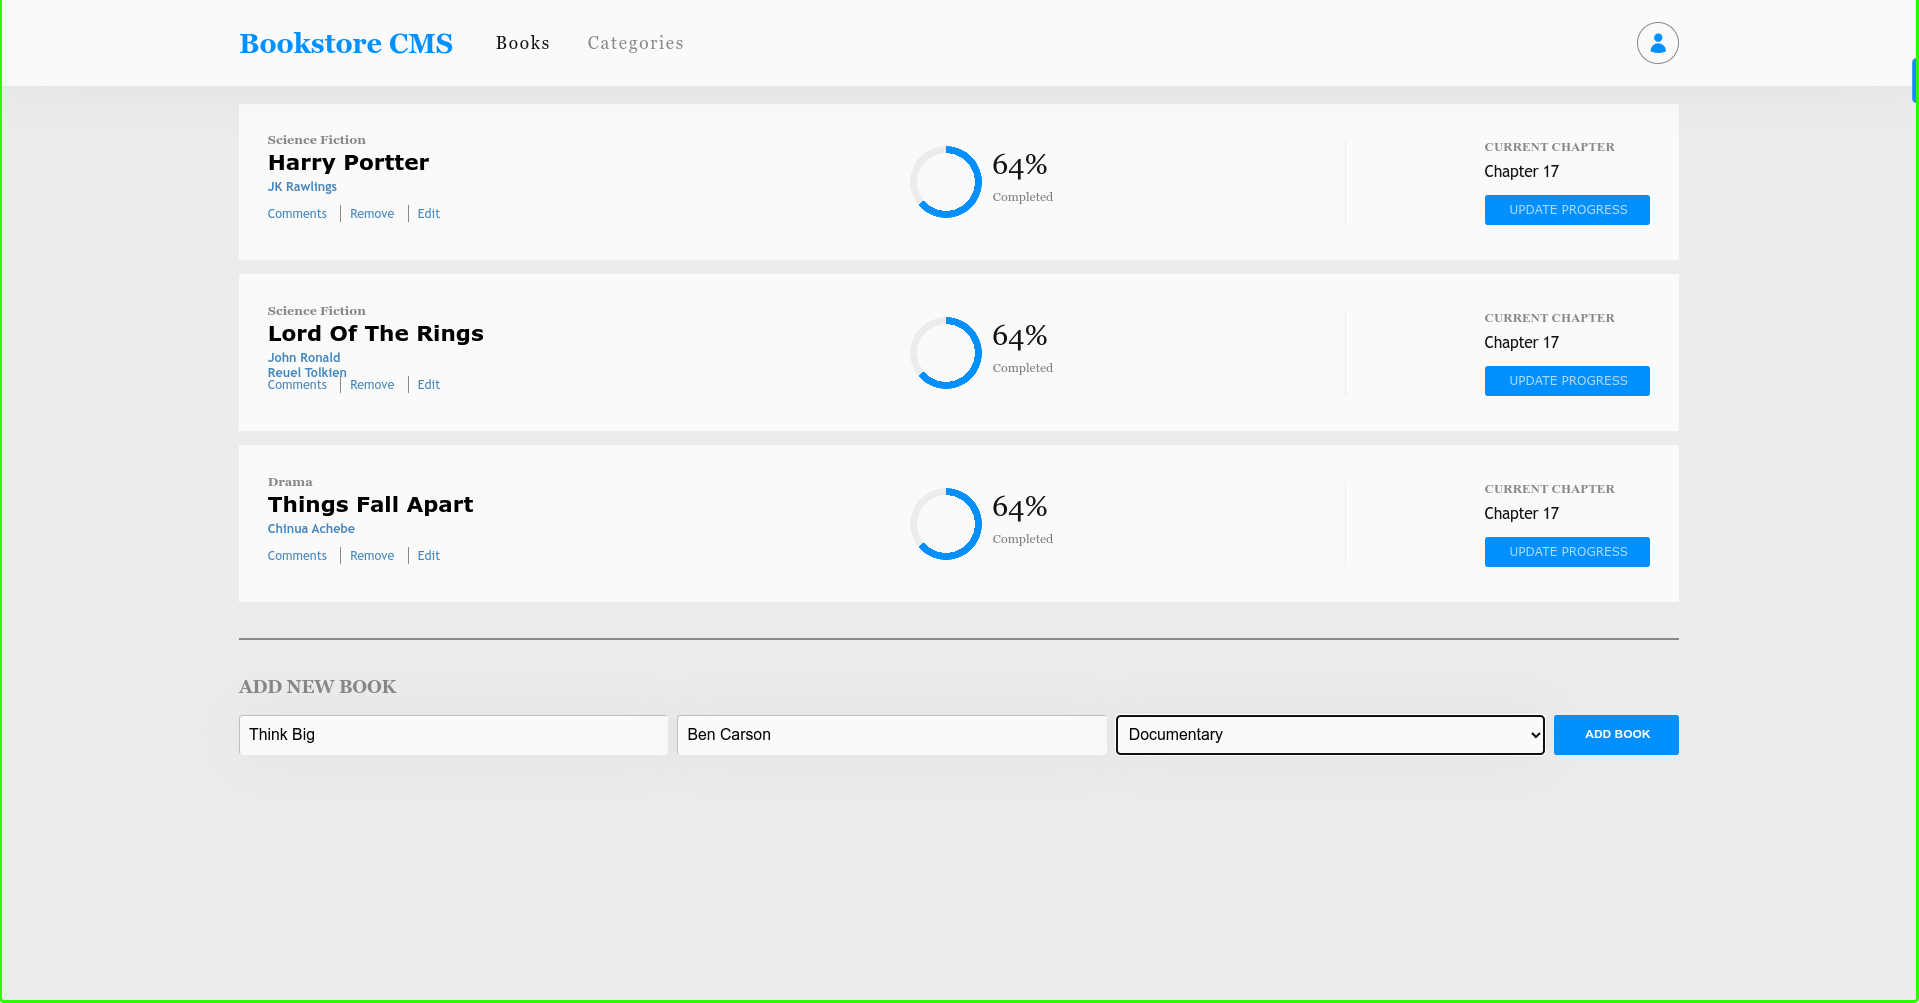 Bookstore CMS Books Categories
Science Fiction
Harry Portter
JK Rawlings
Comments Remove Edit
64%
Completed
CURRENT CHAPTER
Chapter 17
UPDATE PROGRESS
Science Fiction
Lord Of The Rings
John Ronald
Reuel Tolkien
Comments Remove Edit
64%
Completed
CURRENT CHAPTER
Chapter 17
UPDATE PROGRESS
Drama
Things Fall Apart
Chinua Achebe
Comments Remove Edit
64%
Completed
CURRENT CHAPTER
Chapter 17
UPDATE PROGRESS
ADD NEW BOOK
Think Big Ben Carson Documentary ADD BOOK